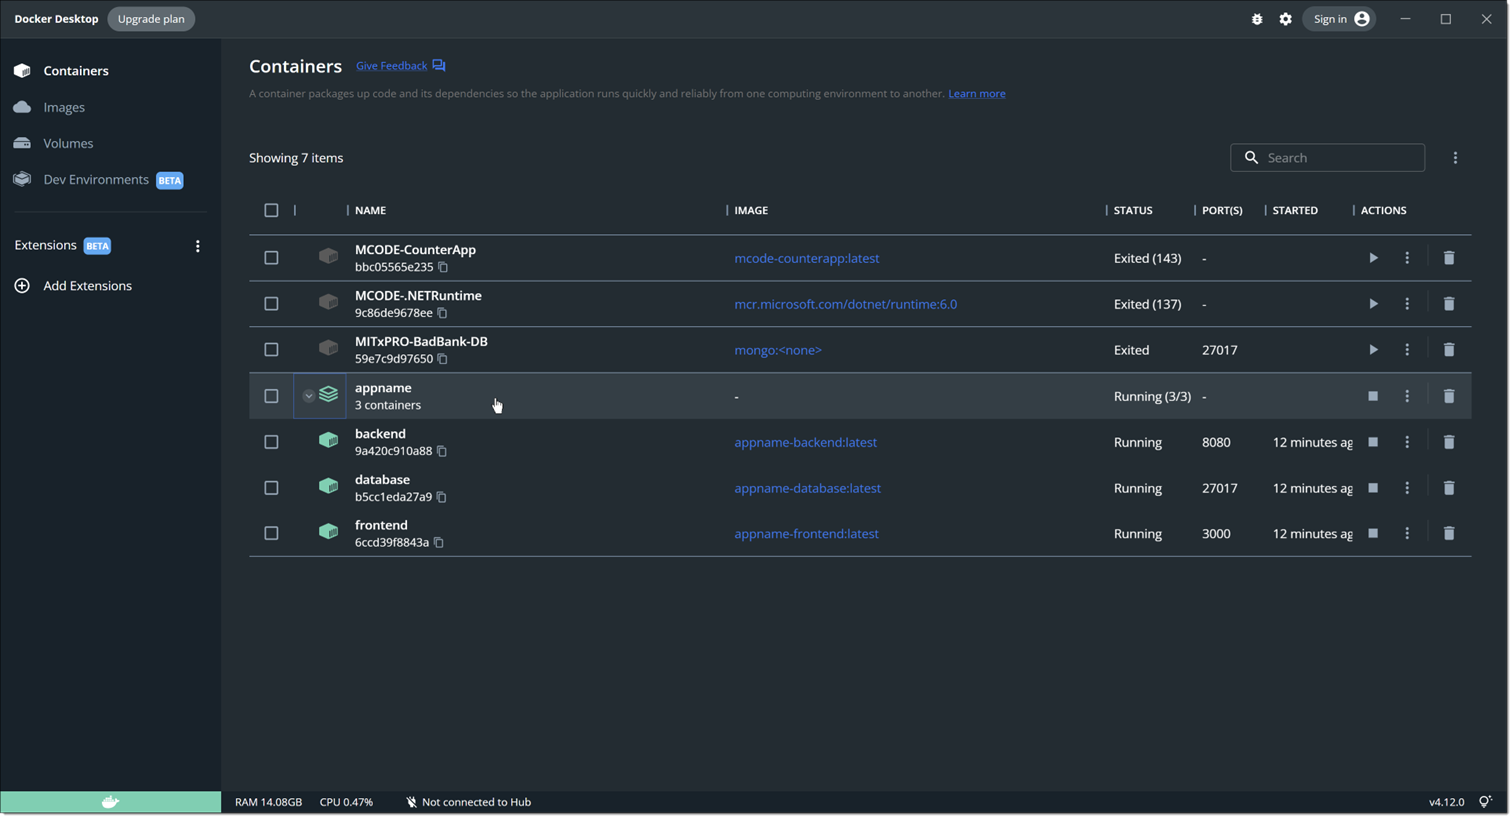 Docker Desktop Upgrade plan Sign in
Containers
Images
Volumes
Dev Environments BETA
Extensions BETA
Add Extensions
Containers Give Feedback
A container packages up code and its dependencies so the application runs quickly and reliably from one computing environment to another. Learn more
Showing 7 items Search
NAME IMAGE STATUS PORT(S) STARTED ACTIONS
MCODE-CounterApp
bbc05565e235 mcode-counterapp:latest Exited (143) -
MCODE-.NETRuntime
9c86de9678ee mcr.microsoft.com/dotnet/runtime:6.0 Exited (137) -
MITxPRO-BadBank-DB
59e7c9d97650 mongo:<none> Exited 27017
appname
3 containers - Running (3/3) -
backend
9a420c910a88 appname-backend:latest Running 8080 12 minutes ag
database
b5cc1eda27a9 appname-database:latest Running 27017 12 minutes ag
frontend
6ccd39f8843a appname-frontend:latest Running 3000 12 minutes ag
RAM 14.08GB CPU 0.47% Not connected to Hub v4.12.0